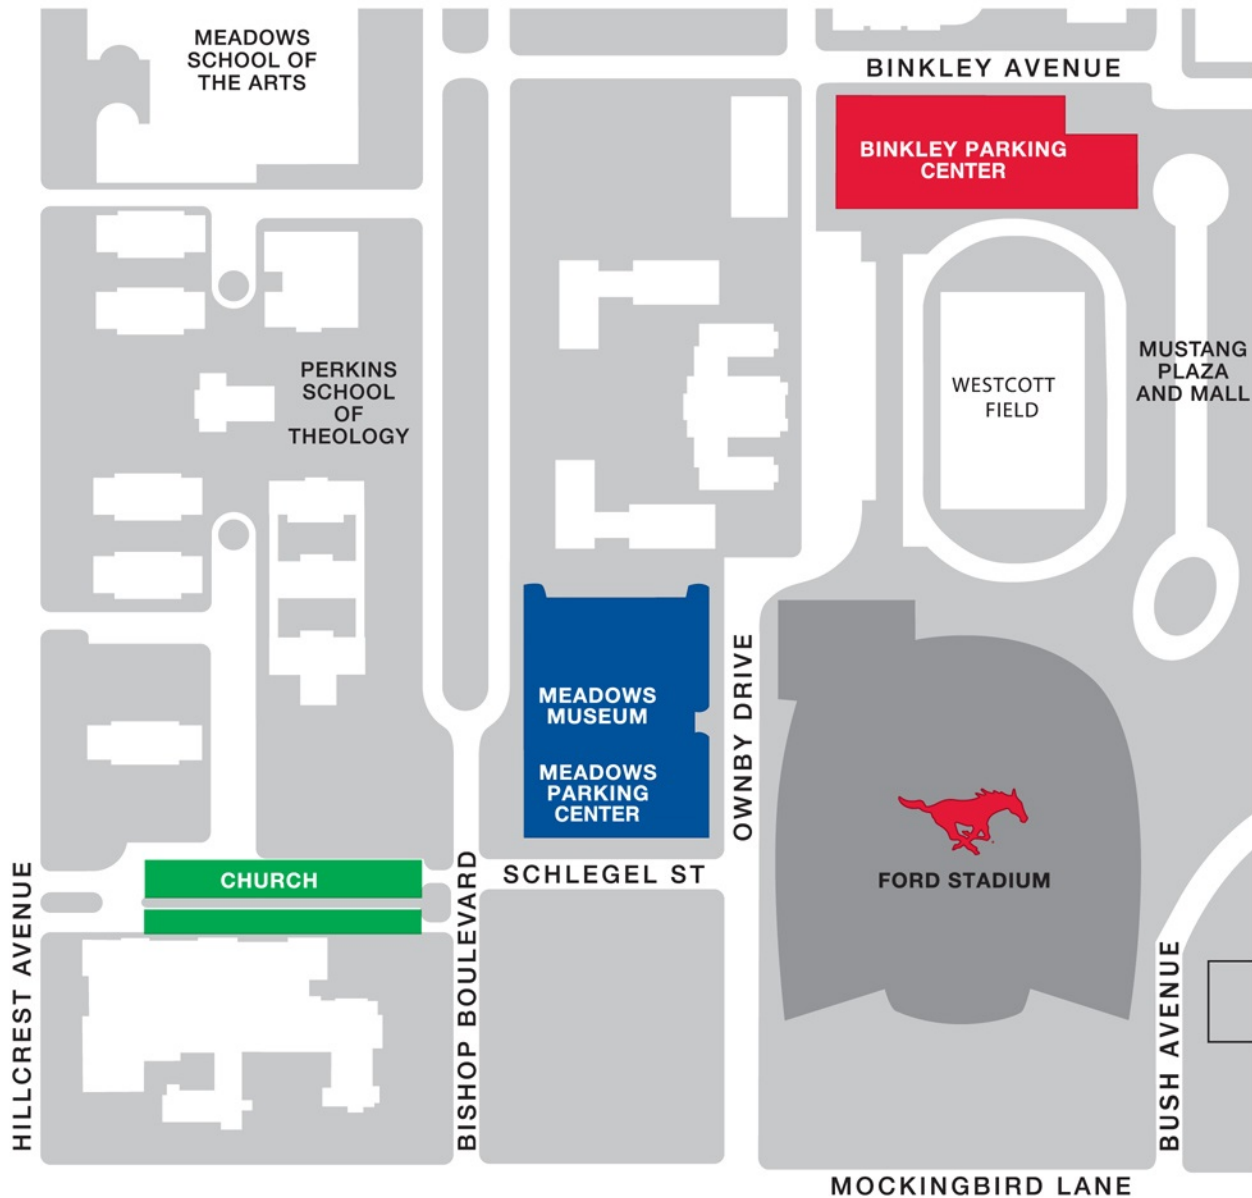 MEADOWS
SCHOOL OF
THE ARTS
BINKLEY AVENUE
BINKLEY PARKING
CENTER
PERKINS
SCHOOL
OF
THEOLOGY
WESTCOTT
FIELD
MUSTANG
PLAZA
AND MALL
MEADOWS
MUSEUM
MEADOWS
PARKING
CENTER
OWNBY DRIVE
CHURCH
SCHLEGEL ST
FORD STADIUM
HILLCREST AVENUE
BISHOP BOULEVARD
BUSH AVENUE
MOCKINGBIRD LANE